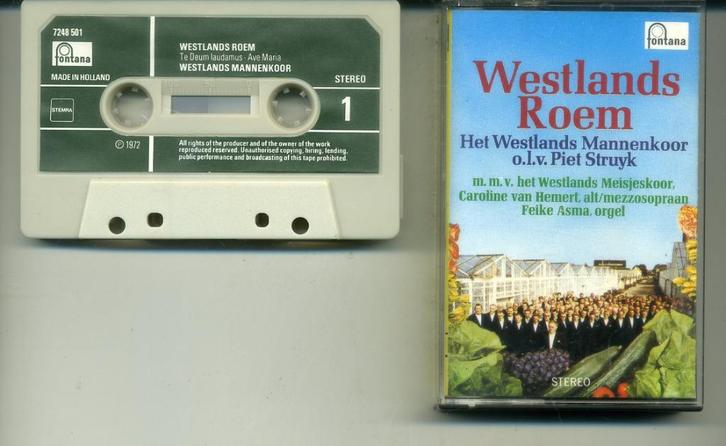 7248 501
fontana
MADE IN HOLLAND
STEMRA
℗ 1972
WESTLANDS ROEM
Te Deum laudamus - Ave Maria
WESTLANDS MANNENKOOR
STEREO
1
All rights of the producer and of the owner of the work
reproduced reserved. Unauthorised copying, hiring, lending,
public performance and broadcasting of this tape prohibited.
fontana
Westlands
Roem
Het Westlands Mannenkoor
o.l.v. Piet Struyk
m.m.v. het Westlands Meisjeskoor,
Caroline van Hemert, alt/mezzosopraan
Feike Asma, orgel
STEREO